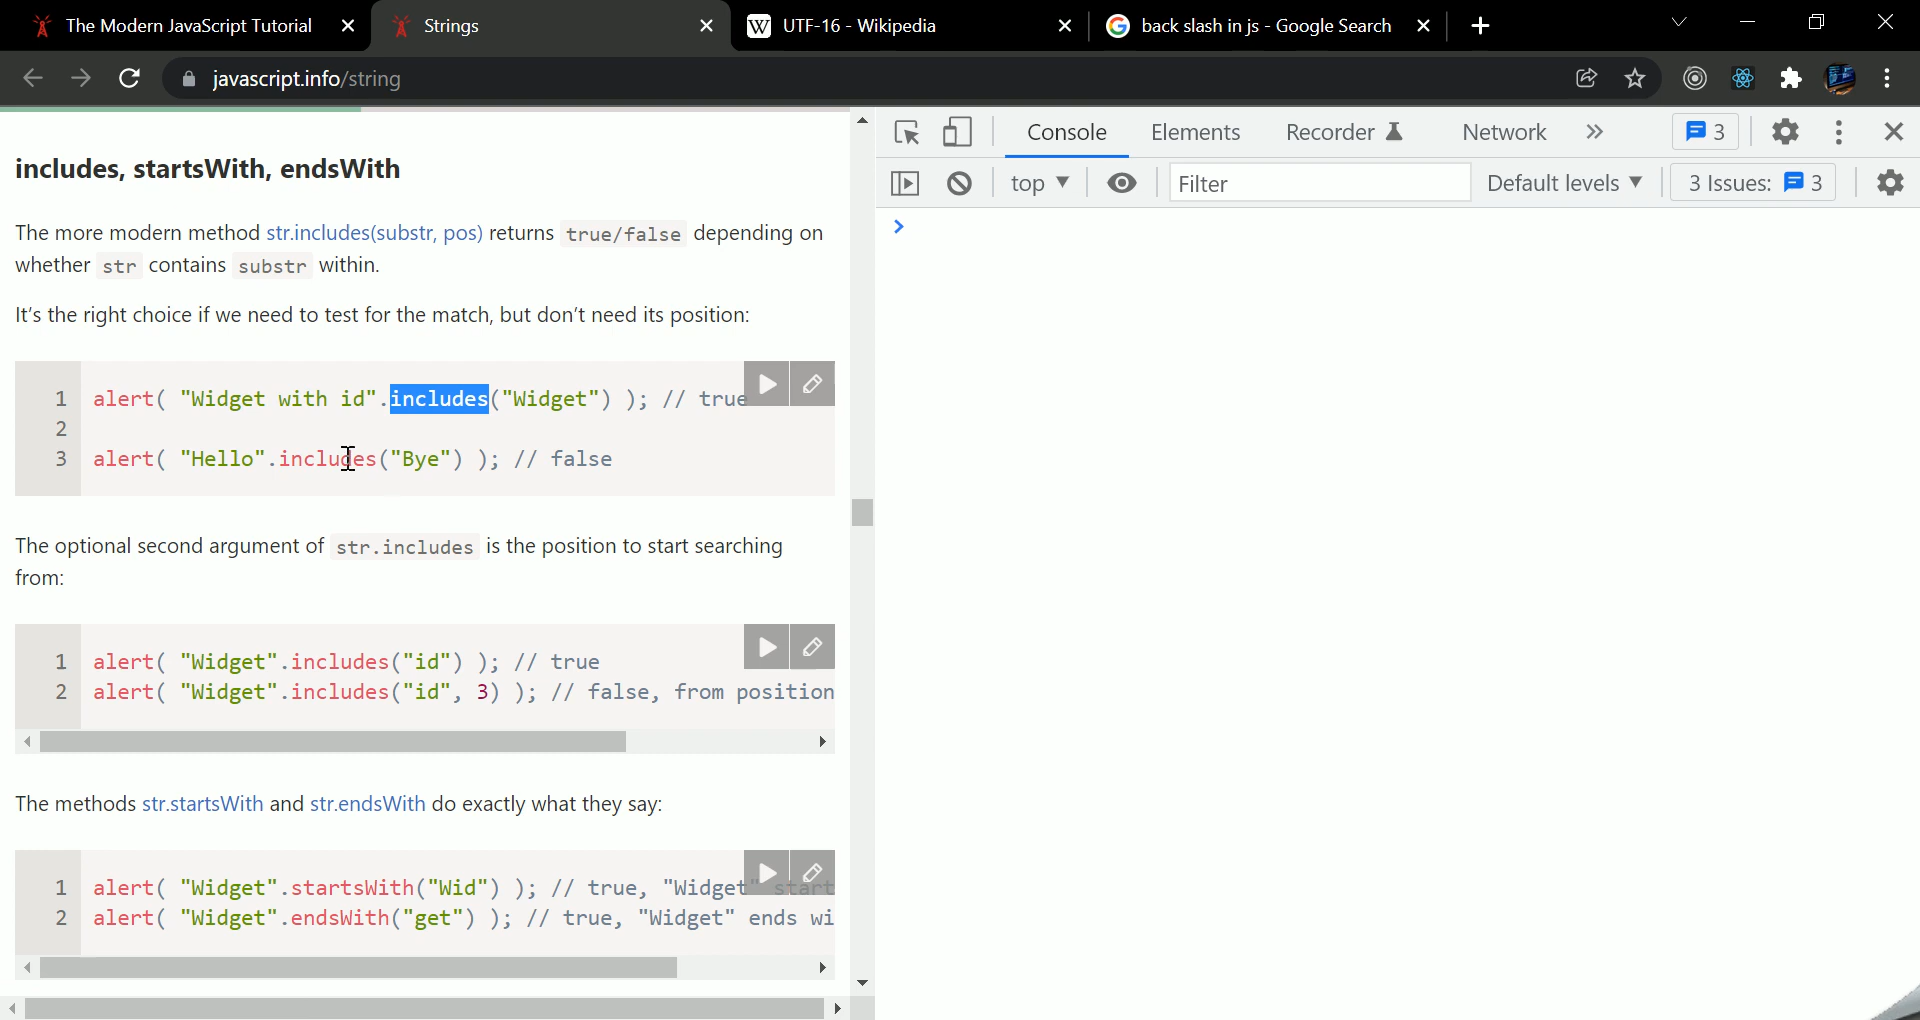 The Modern JavaScript Tutorial
Strings
W UTF-16 - Wikipedia
G back slash in js - Google Search
javascript.info/string
Console Elements Recorder Network » 3
top Filter Default levels ▼ 3 Issues: 3
includes, startsWith, endsWith
The more modern method str.includes(substr, pos) returns true/false depending on
whether str contains substr within.
It's the right choice if we need to test for the match, but don't need its position:
1 alert( "Widget with id".includes("Widget") ); // true
2
3 alert( "Hello".includes("Bye") ); // false
The optional second argument of str.includes is the position to start searching
from:
1 alert( "Widget".includes("id") ); // true
2 alert( "Widget".includes("id", 3) ); // false, from position
The methods str.startsWith and str.endsWith do exactly what they say:
1 alert( "Widget".startsWith("Wid") ); // true, "Widget" start
2 alert( "Widget".endsWith("get") ); // true, "Widget" ends wi